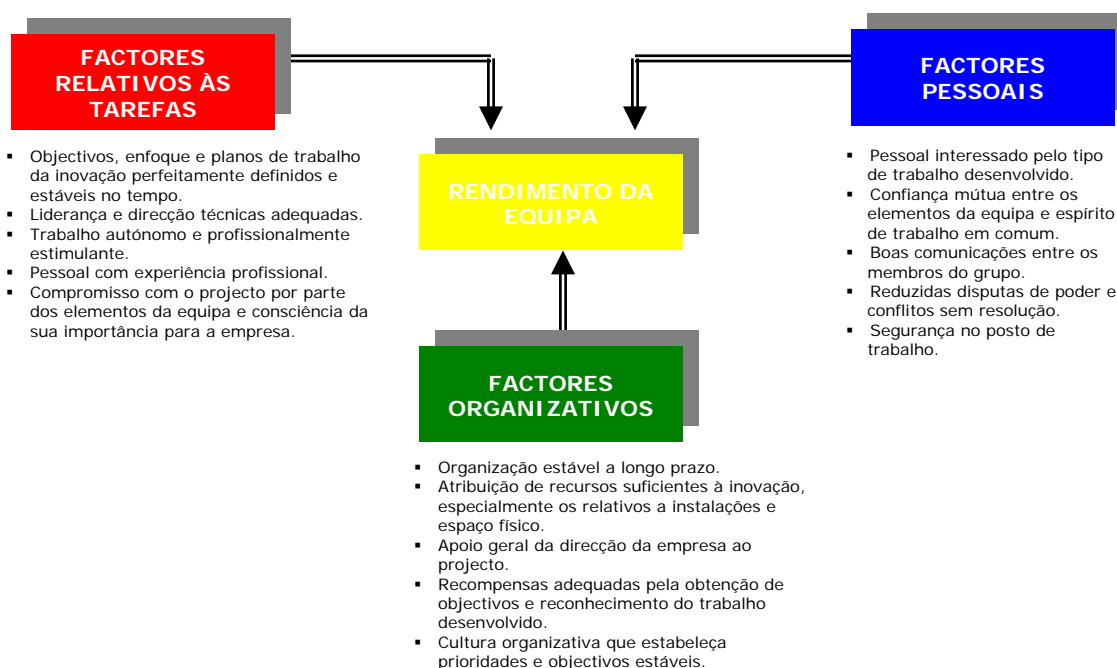 FACTORES
RELATIVOS ÀS
TAREFAS
▪ Objectivos, enfoque e planos de trabalho
da inovação perfeitamente definidos e
estáveis no tempo.
▪ Liderança e direcção técnicas adequadas.
▪ Trabalho autónomo e profissionalmente
estimulante.
▪ Pessoal com experiência profissional.
▪ Compromisso com o projecto por parte
dos elementos da equipa e consciência da
sua importância para a empresa.
RENDIMENTO DA
EQUIPA
FACTORES
PESSOAIS
▪ Pessoal interessado pelo tipo
de trabalho desenvolvido.
▪ Confiança mútua entre os
elementos da equipa e espírito
de trabalho em comum.
▪ Boas comunicações entre os
membros do grupo.
▪ Reduzidas disputas de poder e
conflitos sem resolução.
▪ Segurança no posto de
trabalho.
FACTORES
ORGANIZATIVOS
▪ Organização estável a longo prazo.
▪ Atribuição de recursos suficientes à inovação,
especialmente os relativos a instalações e
espaço físico.
▪ Apoio geral da direcção da empresa ao
projecto.
▪ Recompensas adequadas pela obtenção de
objectivos e reconhecimento do trabalho
desenvolvido.
▪ Cultura organizativa que estabeleça
prioridades e objectivos estáveis.